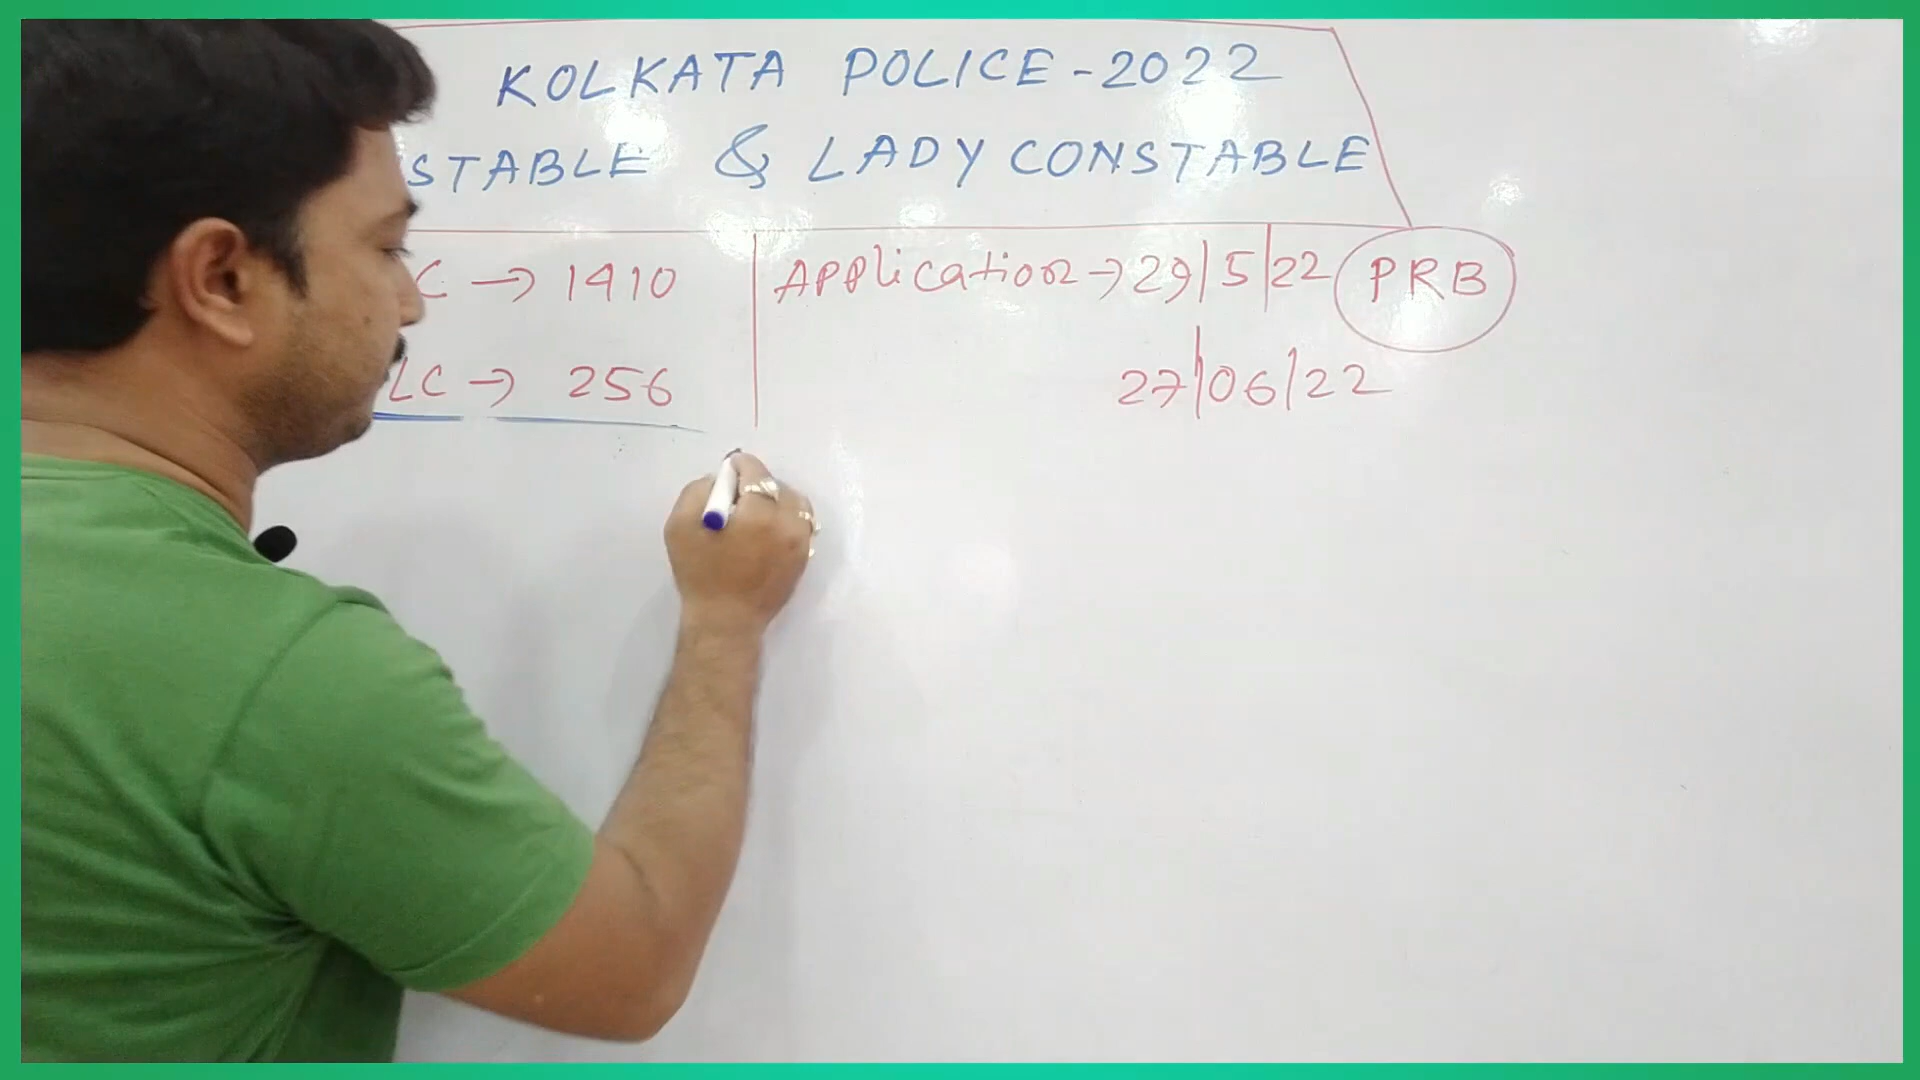 KOLKATA POLICE-2022
STABLE & LADY CONSTABLE
C → 1410
Application → 29/5/22 PRB
LC → 256
27/06/22